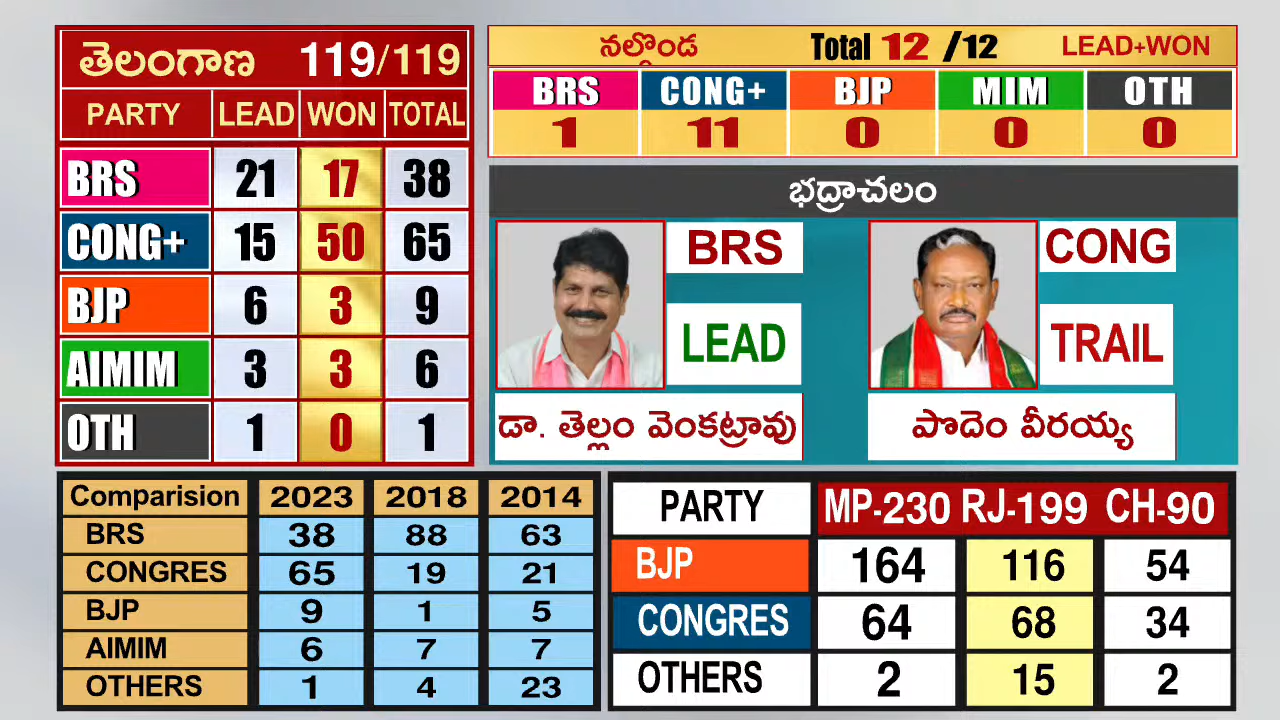 తెలంగాణ 119/119
PARTY LEAD WON TOTAL
BRS 21 17 38
CONG+ 15 50 65
BJP 6 3 9
AIMIM 3 3 6
OTH 1 0 1
నల్గొండ Total 12 /12 LEAD+WON
BRS CONG+ BJP MIM OTH
1 11 0 0 0
భద్రాచలం
BRS CONG
LEAD TRAIL
డా. తెల్లం వెంకట్రావు పొదెం వీరయ్య
Comparision 2023 2018 2014
BRS 38 88 63
CONGRES 65 19 21
BJP 9 1 5
AIMIM 6 7 7
OTHERS 1 4 23
PARTY MP-230 RJ-199 CH-90
BJP 164 116 54
CONGRES 64 68 34
OTHERS 2 15 2